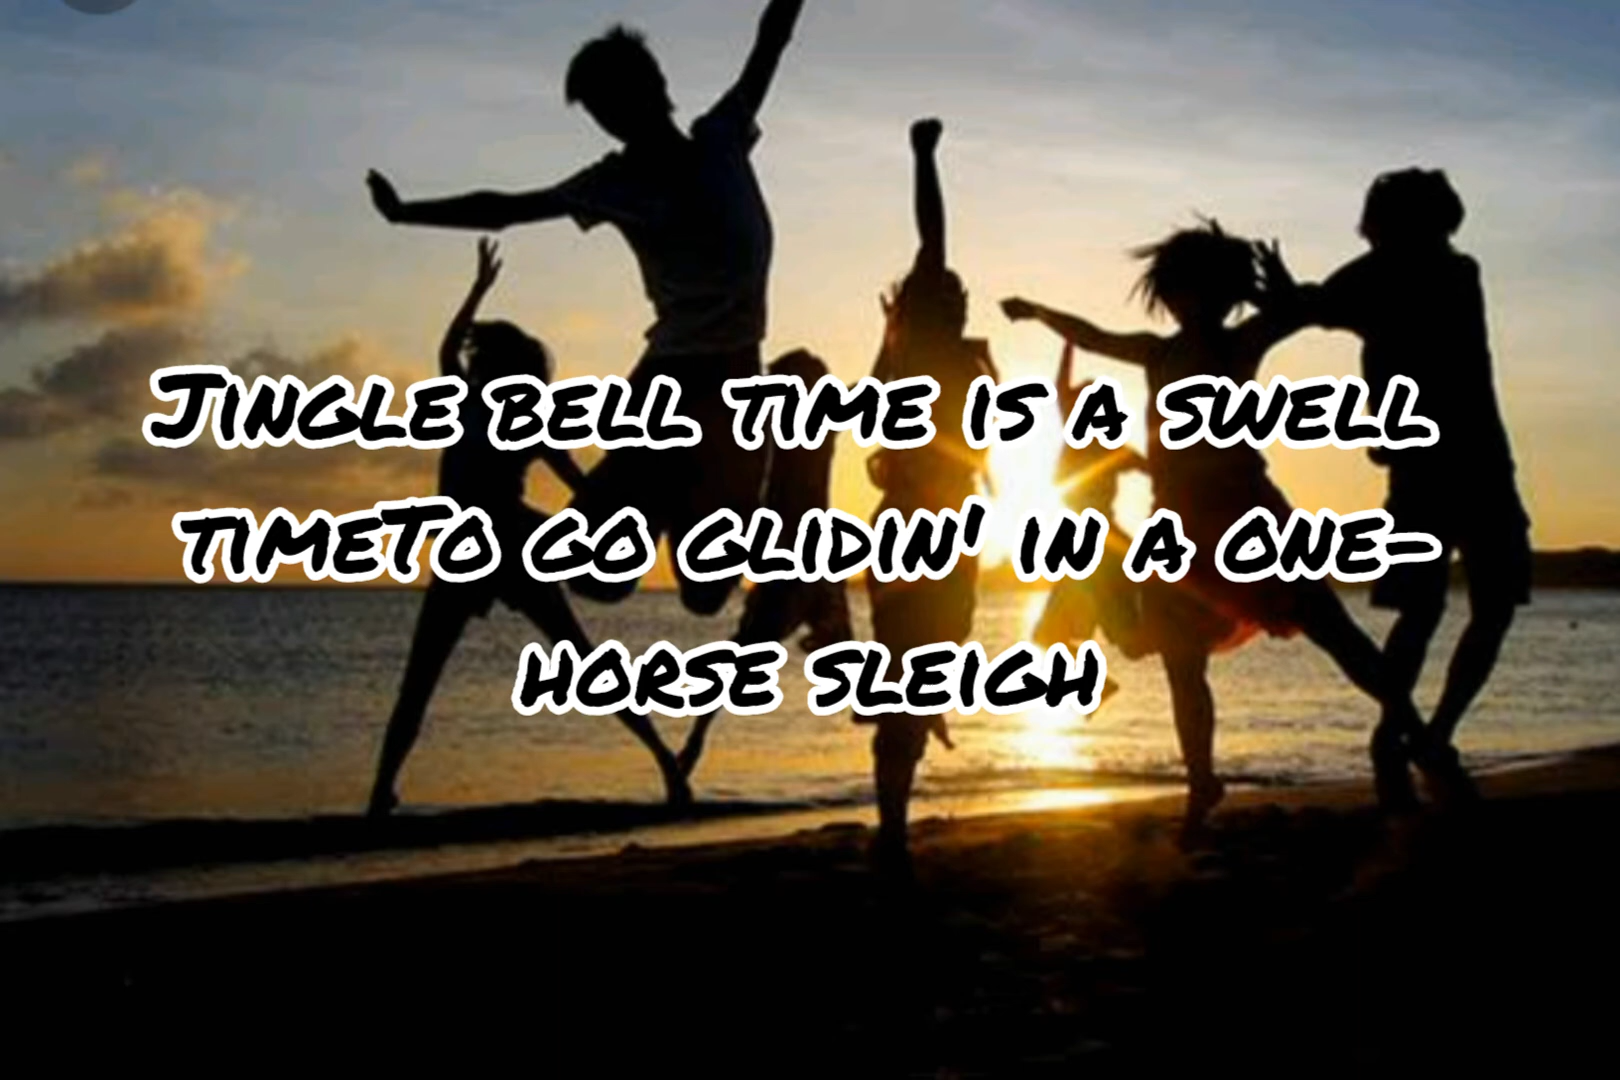 Jingle bell time is a swell
timeTo go glidin' in a one-
horse sleigh